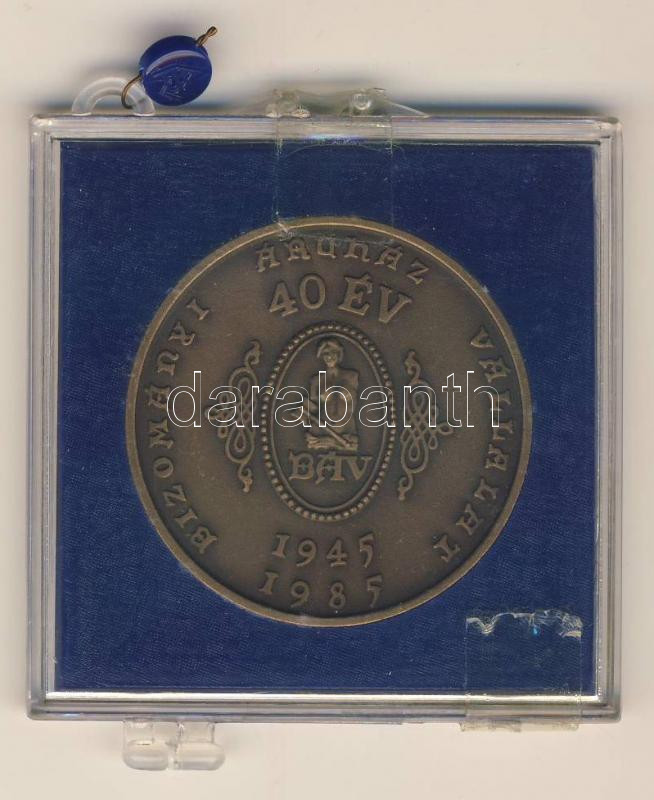 BIZOMÁNYI ÁRUHÁZ VÁLLALAT
40 ÉV
BÁV
1945
1985
darabanth